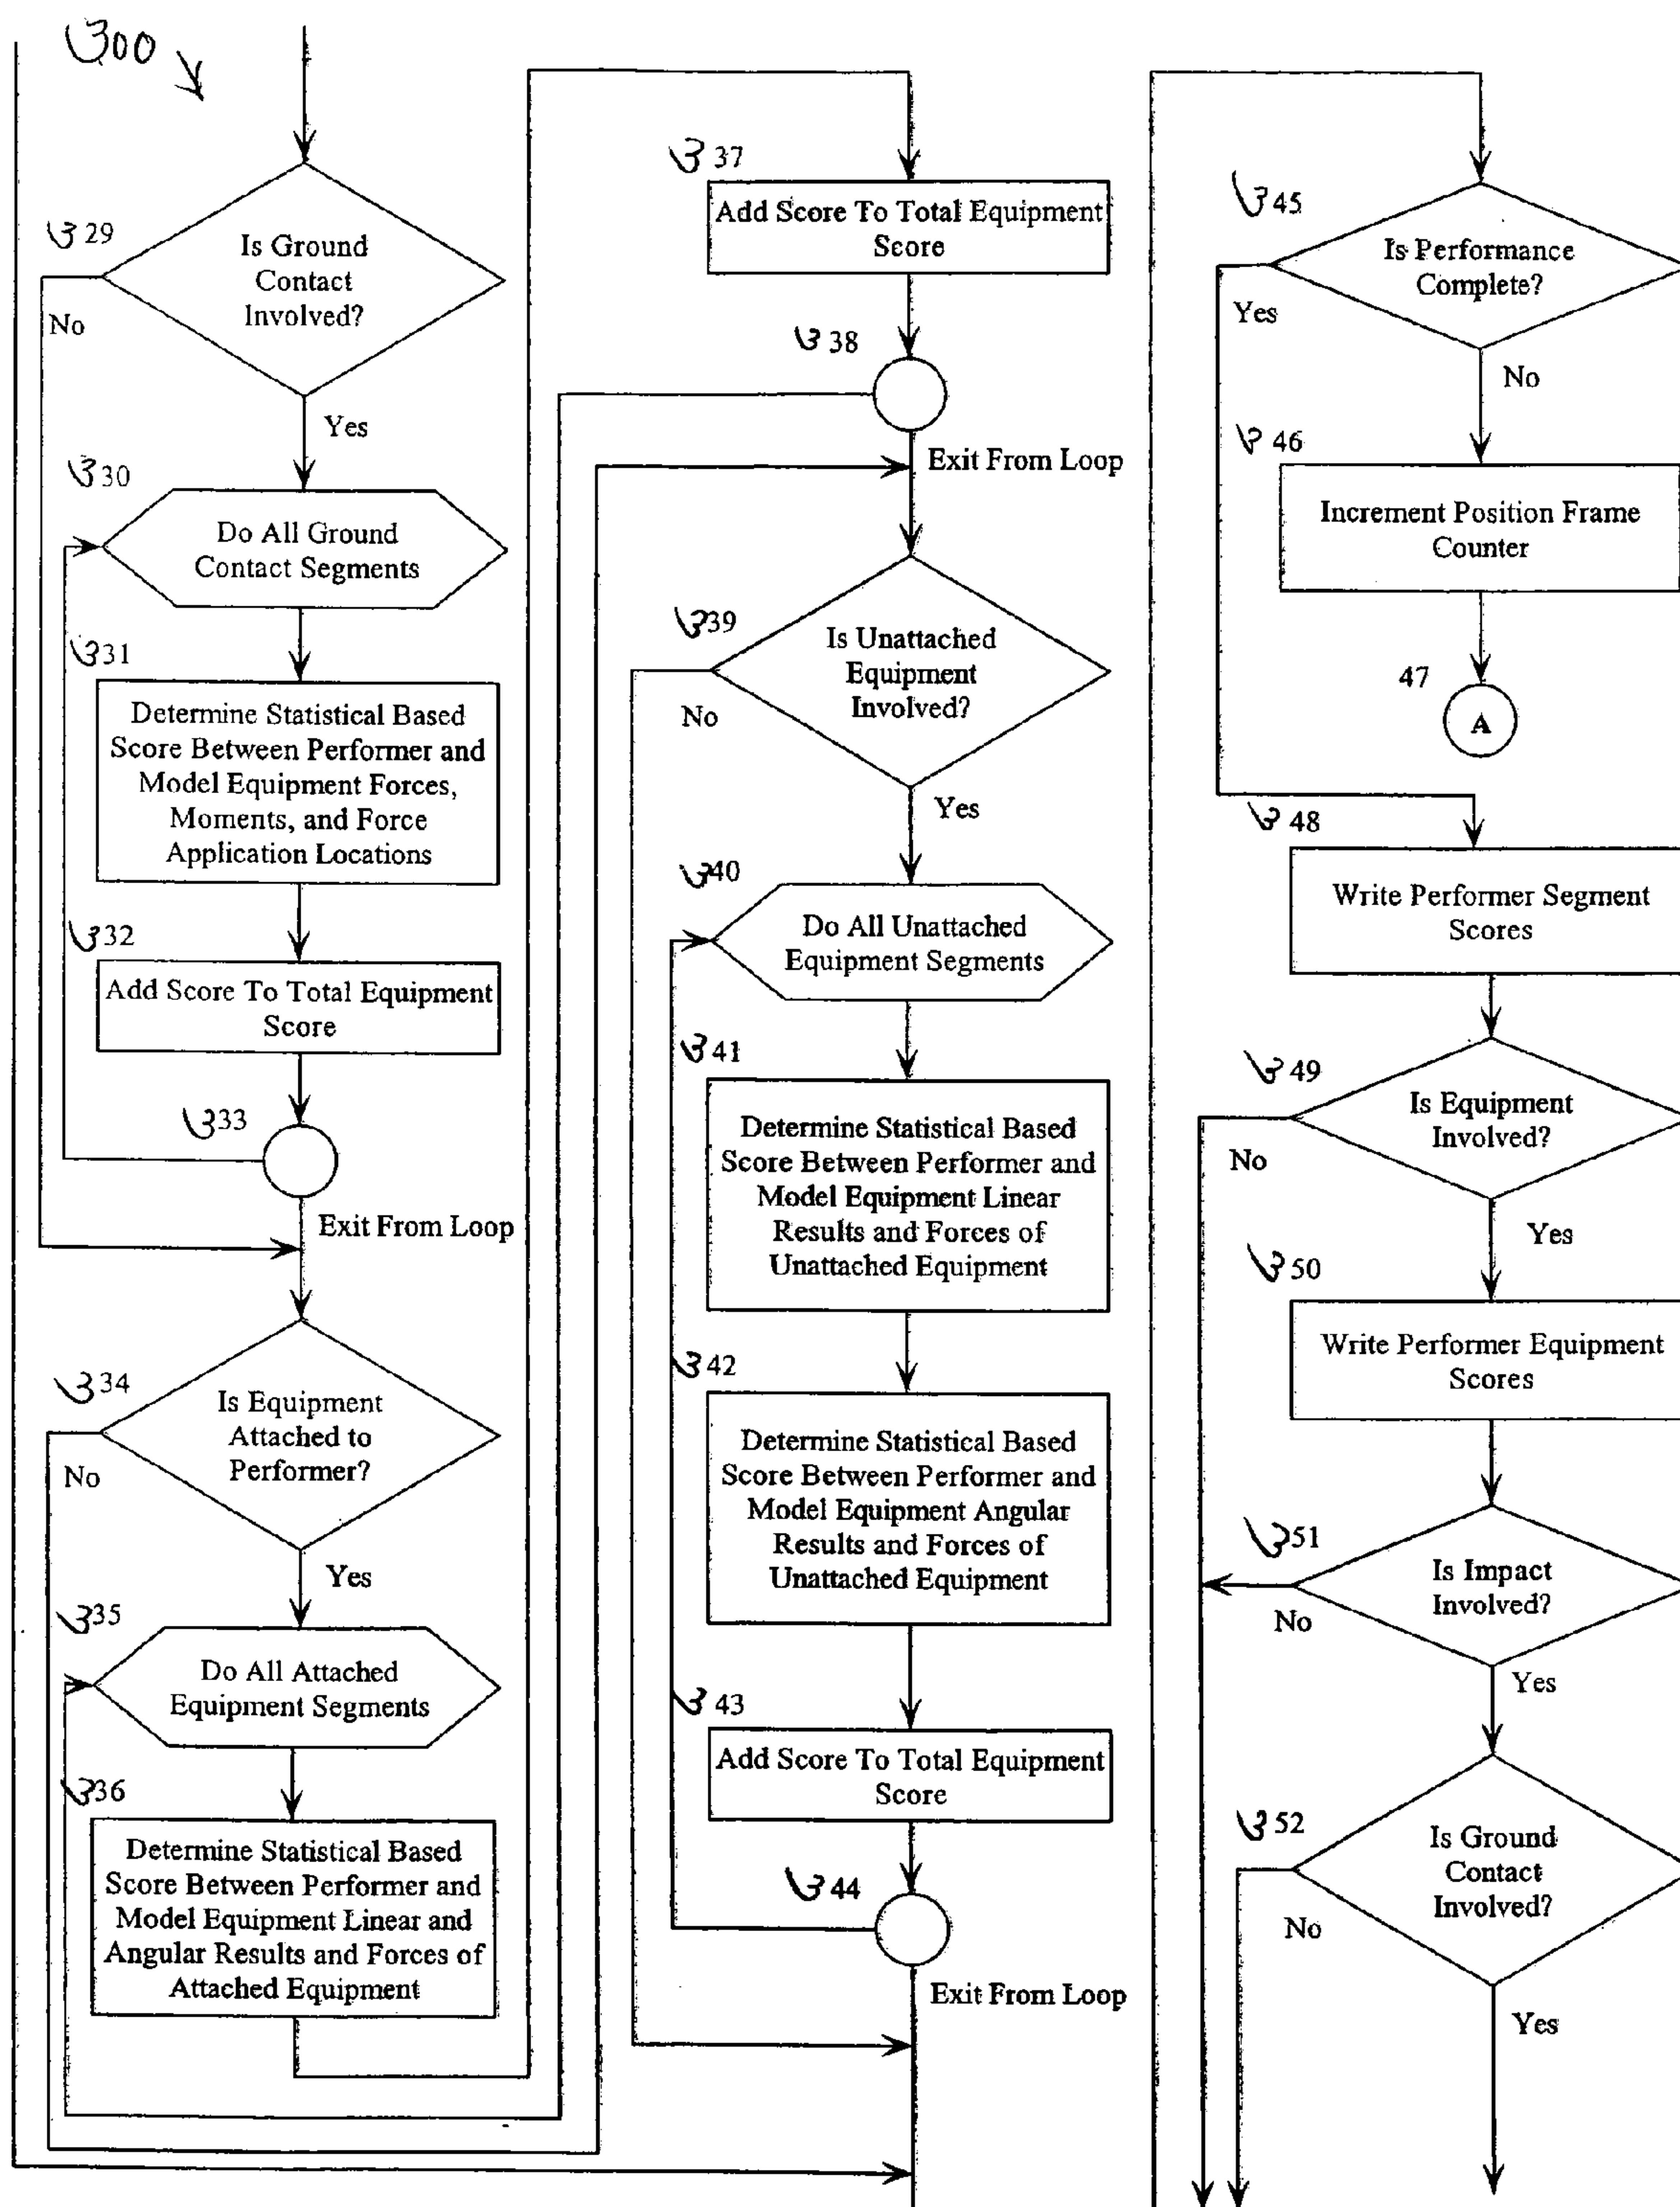 300
329
Is Ground
Contact
Involved?
No
Yes
330
Do All Ground
Contact Segments
331
Determine Statistical Based
Score Between Performer and
Model Equipment Forces,
Moments, and Force
Application Locations
332
Add Score To Total Equipment
Score
333
Exit From Loop
334
Is Equipment
Attached to
Performer?
No
Yes
335
Do All Attached
Equipment Segments
336
Determine Statistical Based
Score Between Performer and
Model Equipment Linear and
Angular Results and Forces of
Attached Equipment
337
Add Score To Total Equipment
Score
338
Exit From Loop
339
Is Unattached
Equipment
Involved?
No
Yes
340
Do All Unattached
Equipment Segments
341
Determine Statistical Based
Score Between Performer and
Model Equipment Linear
Results and Forces of
Unattached Equipment
342
Determine Statistical Based
Score Between Performer and
Model Equipment Angular
Results and Forces of
Unattached Equipment
343
Add Score To Total Equipment
Score
344
Exit From Loop
345
Is Performance
Complete?
Yes
No
346
Increment Position Frame
Counter
47
A
348
Write Performer Segment
Scores
349
Is Equipment
Involved?
No
Yes
350
Write Performer Equipment
Scores
351
Is Impact
Involved?
No
Yes
352
Is Ground
Contact
Involved?
No
Yes